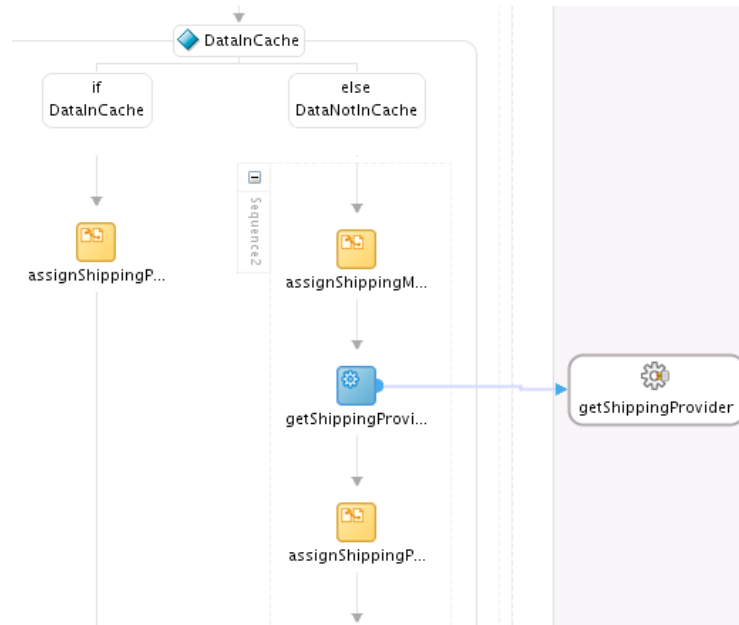 DataInCache
if
DataInCache
else
DataNotInCache
Sequence2
assignShippingP...
assignShippingM...
getShippingProvi...
getShippingProvider
assignShippingP...